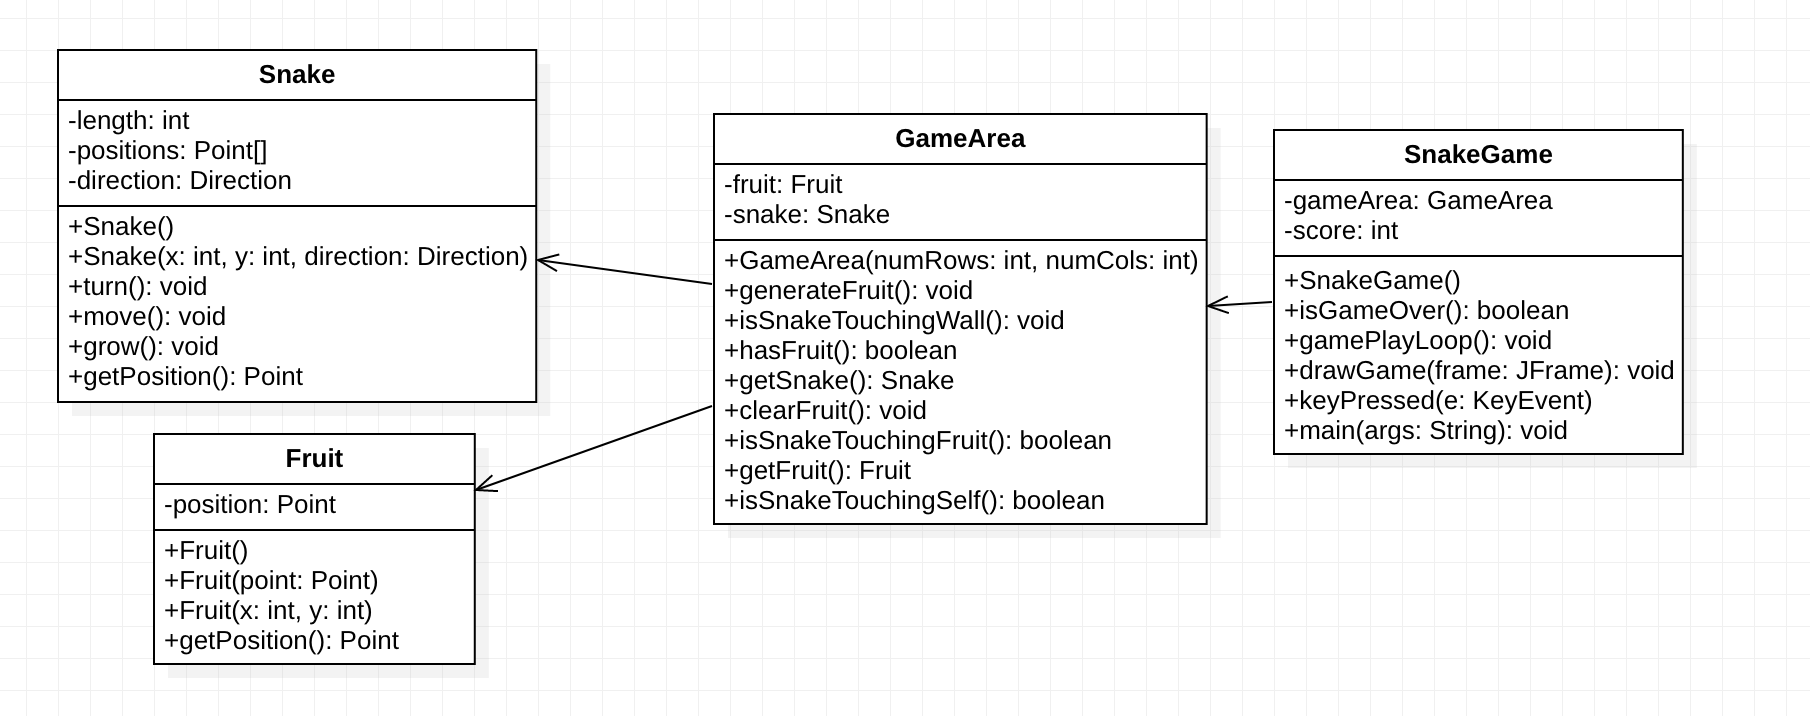 Snake
-length: int
-positions: Point[]
-direction: Direction
+Snake()
+Snake(x: int, y: int, direction: Direction)
+turn(): void
+move(): void
+grow(): void
+getPosition(): Point
Fruit
-position: Point
+Fruit()
+Fruit(point: Point)
+Fruit(x: int, y: int)
+getPosition(): Point
GameArea
-fruit: Fruit
-snake: Snake
+GameArea(numRows: int, numCols: int)
+generateFruit(): void
+isSnakeTouchingWall(): void
+hasFruit(): boolean
+getSnake(): Snake
+clearFruit(): void
+isSnakeTouchingFruit(): boolean
+getFruit(): Fruit
+isSnakeTouchingSelf(): boolean
SnakeGame
-gameArea: GameArea
-score: int
+SnakeGame()
+isGameOver(): boolean
+gamePlayLoop(): void
+drawGame(frame: JFrame): void
+keyPressed(e: KeyEvent)
+main(args: String): void